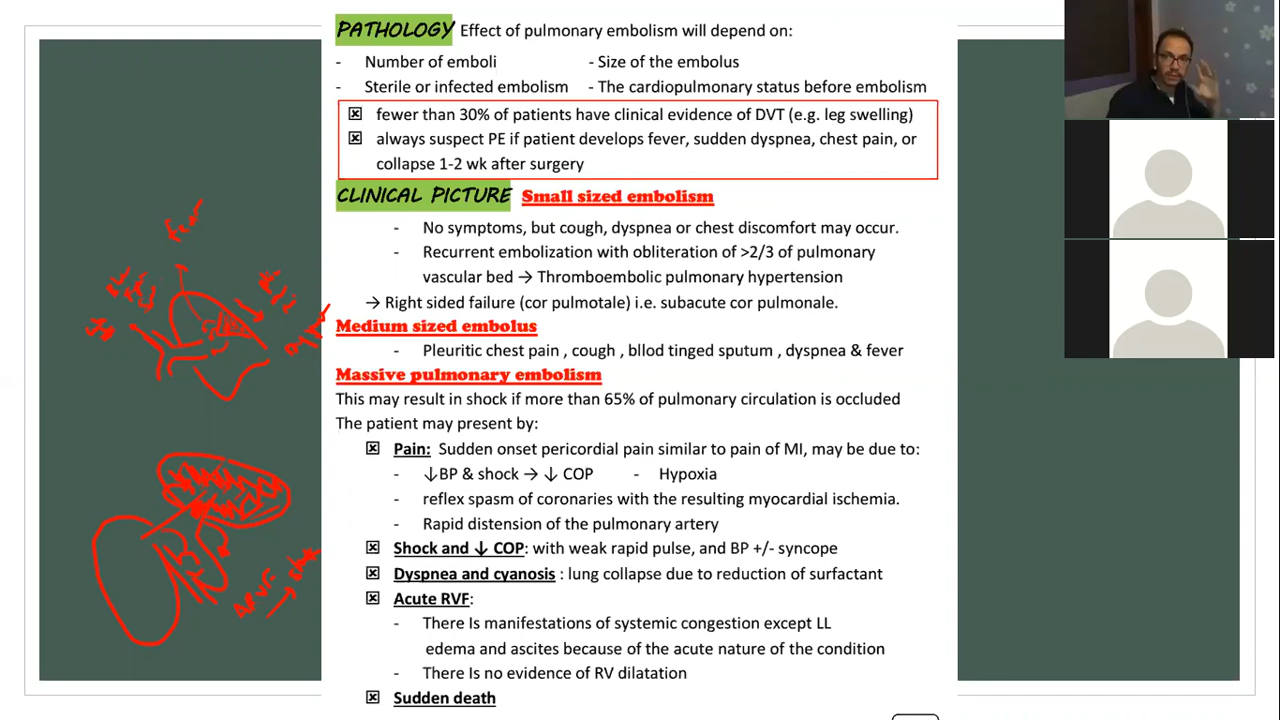 PATHOLOGY Effect of pulmonary embolism will depend on:
- Number of emboli - Size of the embolus
- Sterile or infected embolism - The cardiopulmonary status before embolism
☒ fewer than 30% of patients have clinical evidence of DVT (e.g. leg swelling)
☒ always suspect PE if patient develops fever, sudden dyspnea, chest pain, or
collapse 1-2 wk after surgery
CLINICAL PICTURE Small sized embolism
- No symptoms, but cough, dyspnea or chest discomfort may occur.
- Recurrent embolization with obliteration of >2/3 of pulmonary
vascular bed → Thromboembolic pulmonary hypertension
→ Right sided failure (cor pulmotale) i.e. subacute cor pulmonale.
Medium sized embolus
- Pleuritic chest pain , cough , bllod tinged sputum , dyspnea & fever
Massive pulmonary embolism
This may result in shock if more than 65% of pulmonary circulation is occluded
The patient may present by:
☒ Pain: Sudden onset pericordial pain similar to pain of MI, may be due to:
- ↓BP & shock → ↓ COP - Hypoxia
- reflex spasm of coronaries with the resulting myocardial ischemia.
- Rapid distension of the pulmonary artery
☒ Shock and ↓ COP: with weak rapid pulse, and BP +/- syncope
☒ Dyspnea and cyanosis : lung collapse due to reduction of surfactant
☒ Acute RVF:
- There Is manifestations of systemic congestion except LL
edema and ascites because of the acute nature of the condition
- There Is no evidence of RV dilatation
☒ Sudden death